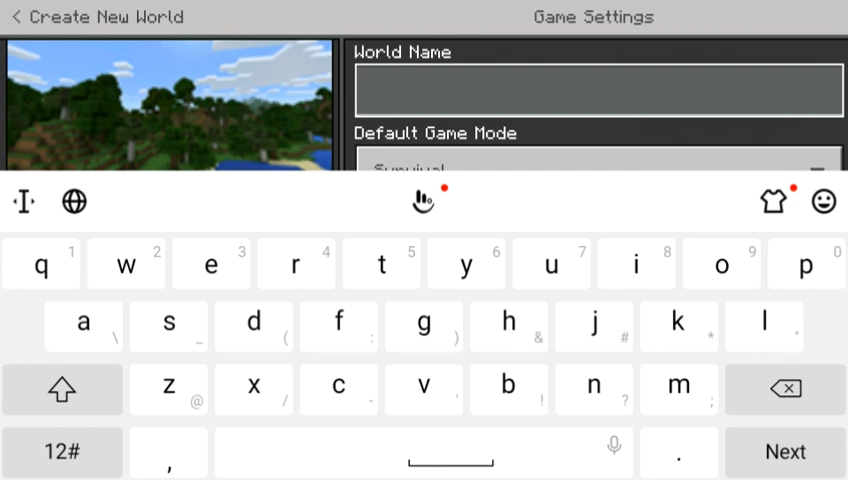 < Create New World
Game Settings
World Name
Default Game Mode
Survival
q 1 w 2 e 3 r 4 t 5 y 6 u 7 i 8 o 9 p 0
a \ s _ d ( f : g ) h & j # k * l "
z @ x / c - v ' b ! n ? m ;
12# , . Next